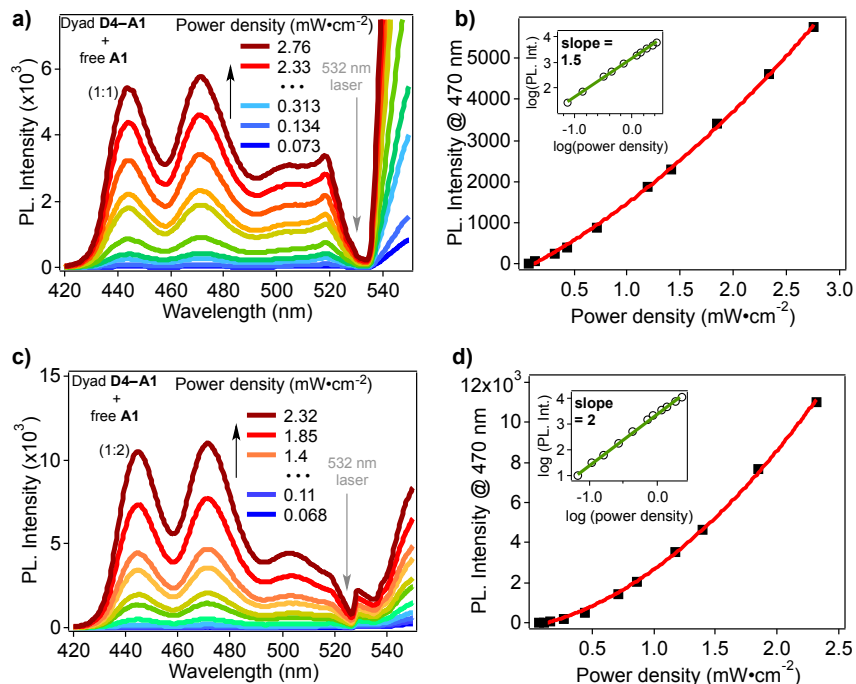 a)
Dyad D4–A1
+
free A1
(1:1)
Power density (mW•cm-2)
2.76
2.33
•••
0.313
0.134
0.073
532 nm
laser
PL. Intensity (x10³)
6
4
2
0
420 440 460 480 500 520 540
Wavelength (nm)
b)
PL. Intensity @ 470 nm
5000
4000
3000
2000
1000
0
0.5 1.0 1.5 2.0 2.5 3.0
Power density (mW•cm-2)
slope =
1.5
log(PL. Int.)
4
3
2
-1.0 0.0
log(power density)
c)
Dyad D4–A1
+
free A1
(1:2)
Power density (mW•cm-2)
2.32
1.85
1.4
•••
0.11
0.068
532 nm
laser
PL. Intensity (x10³)
15
10
5
0
420 440 460 480 500 520 540
Wavelength (nm)
d)
PL. Intensity @ 470 nm
12x10³
10
8
6
4
2
0
0.5 1.0 1.5 2.0 2.5
Power density (mW•cm-2)
slope
= 2
log (PL. Int.)
4
3
2
1
-1.0 0.0
log (power density)